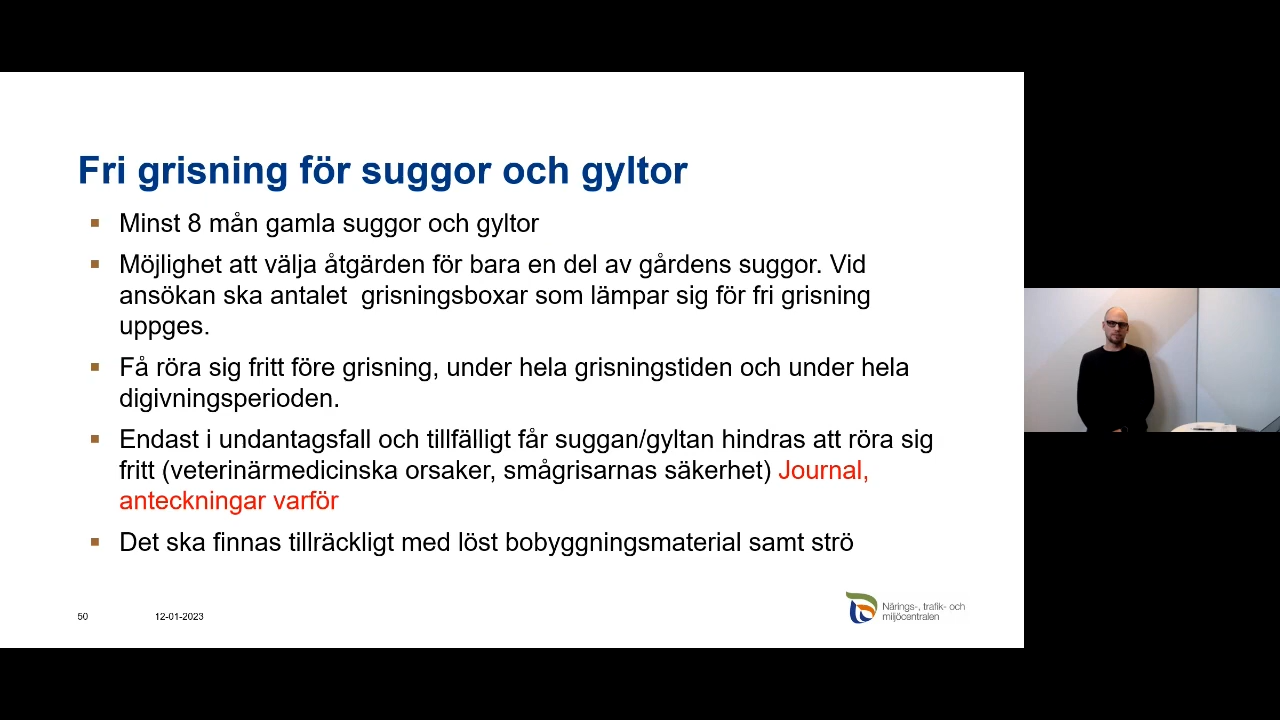 Fri grisning för suggor och gyltor
▪ Minst 8 mån gamla suggor och gyltor
▪ Möjlighet att välja åtgärden för bara en del av gårdens suggor. Vid
ansökan ska antalet  grisningsboxar som lämpar sig för fri grisning
uppges.
▪ Få röra sig fritt före grisning, under hela grisningstiden och under hela
digivningsperioden.
▪ Endast i undantagsfall och tillfälligt får suggan/gyltan hindras att röra sig
fritt (veterinärmedicinska orsaker, smågrisarnas säkerhet) Journal,
anteckningar varför
▪ Det ska finnas tillräckligt med löst bobyggningsmaterial samt strö
50 12-01-2023
Närings-, trafik- och
miljöcentralen